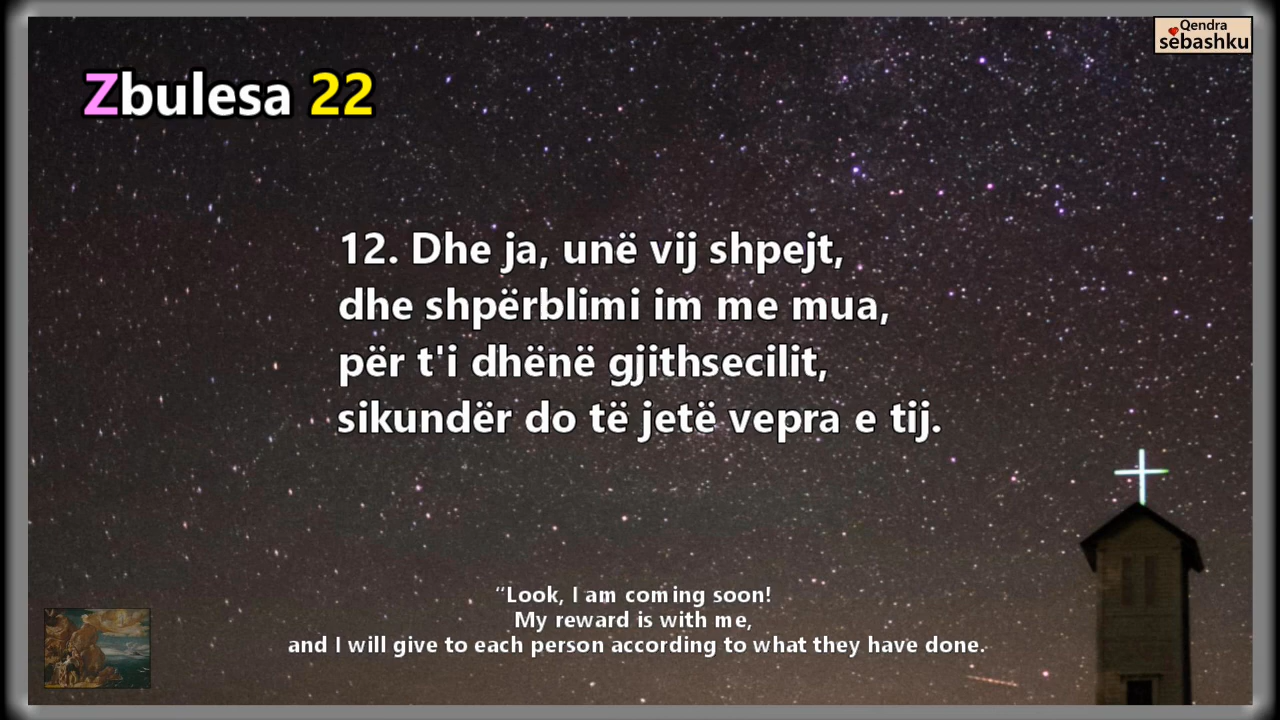 Qendra
sebashku
Zbulesa 22
12. Dhe ja, unë vij shpejt,
dhe shpërblimi im me mua,
për t'i dhënë gjithsecilit,
sikundër do të jetë vepra e tij.
“Look, I am coming soon!
My reward is with me,
and I will give to each person according to what they have done.